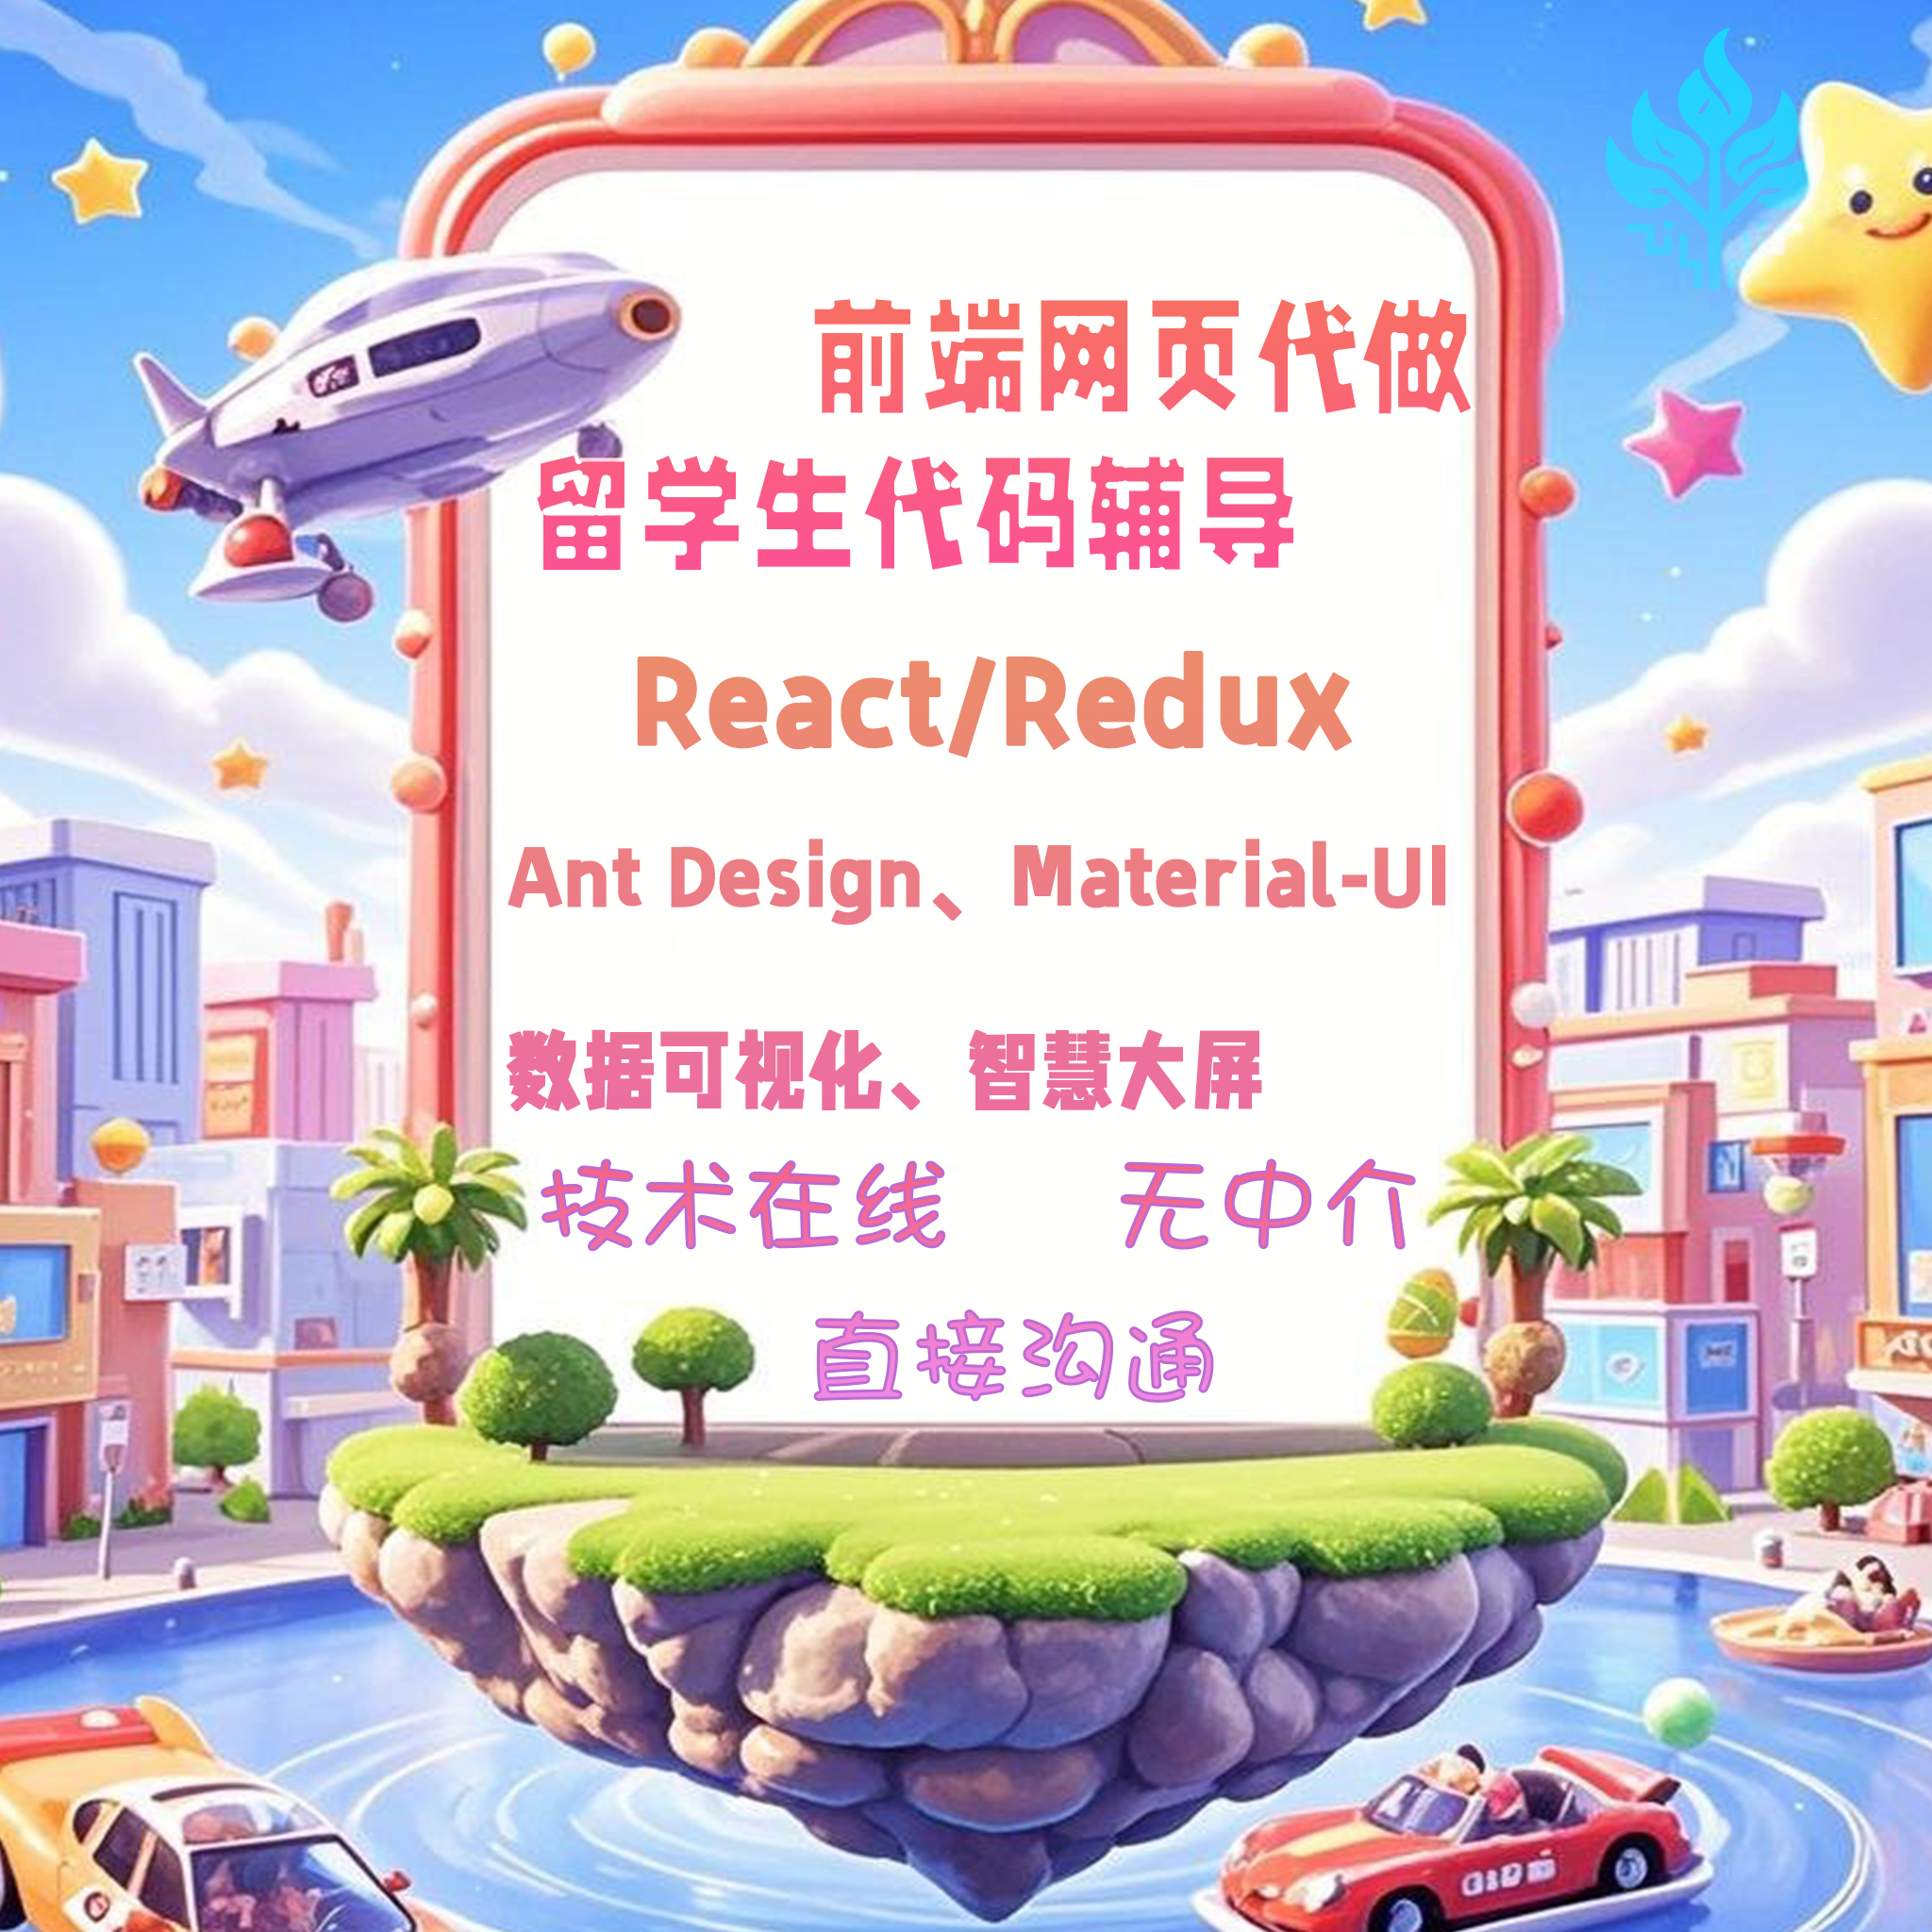 前端网页代做
留学生代码辅导
React/Redux
Ant Design、Material-UI
数据可视化、智慧大屏
技术在线 无中介
直接沟通